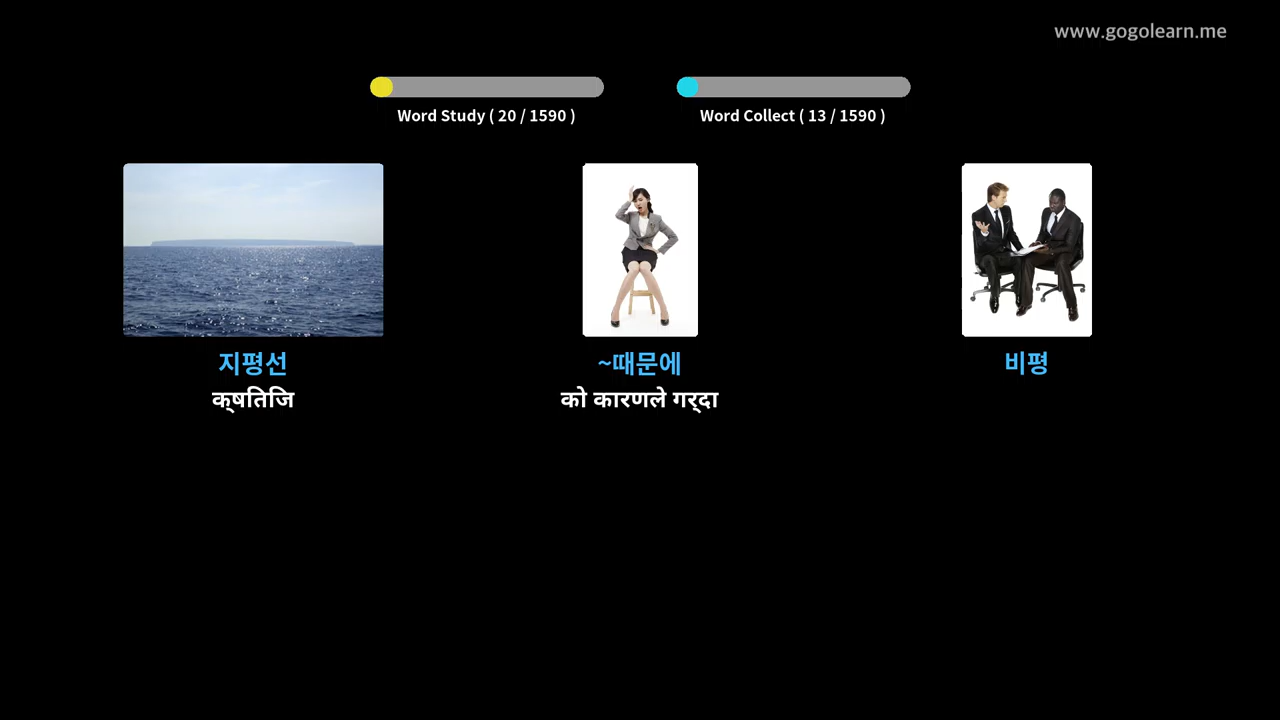 www.gogolearn.me
Word Study ( 20 / 1590 )
Word Collect ( 13 / 1590 )
지평선
~때문에
비평
क्षतिजि
को कारणले गर्दा